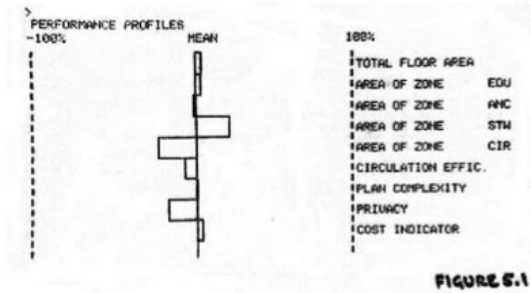 >
PERFORMANCE PROFILES
-100% MEAN 100%
TOTAL FLOOR AREA
AREA OF ZONE EDU
AREA OF ZONE ANC
AREA OF ZONE STW
AREA OF ZONE CIR
CIRCULATION EFFIC.
PLAN COMPLEXITY
PRIVACY
COST INDICATOR
FIGURE 5.1